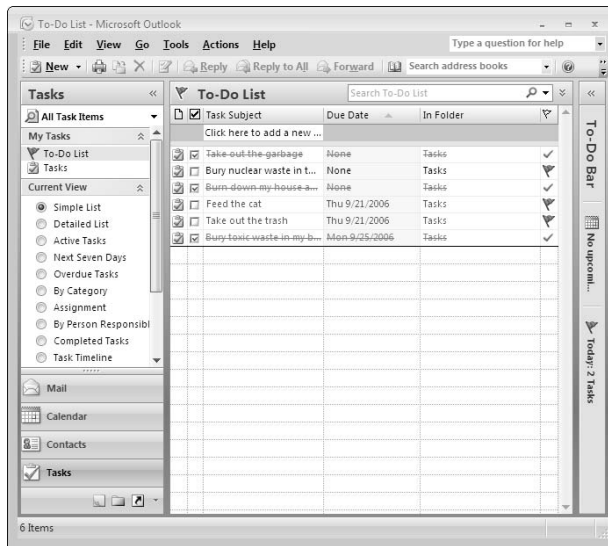 To-Do List - Microsoft Outlook
File Edit View Go Tools Actions Help Type a question for help
New Reply Reply to All Forward Search address books
Tasks «
All Task Items
My Tasks
To-Do List
Tasks
Current View
Simple List
Detailed List
Active Tasks
Next Seven Days
Overdue Tasks
By Category
Assignment
By Person Responsibl
Completed Tasks
Task Timeline
Mail
Calendar
Contacts
Tasks
To-Do List Search To-Do List
Task Subject Due Date In Folder
Click here to add a new ...
Take out the garbage None Tasks
Bury nuclear waste in t... None Tasks
Burn down my house a... None Tasks
Feed the cat Thu 9/21/2006 Tasks
Take out the trash Thu 9/21/2006 Tasks
Bury toxic waste in my b... Mon 9/25/2006 Tasks
«
To-Do Bar
No upcomi...
Today: 2 Tasks
6 Items